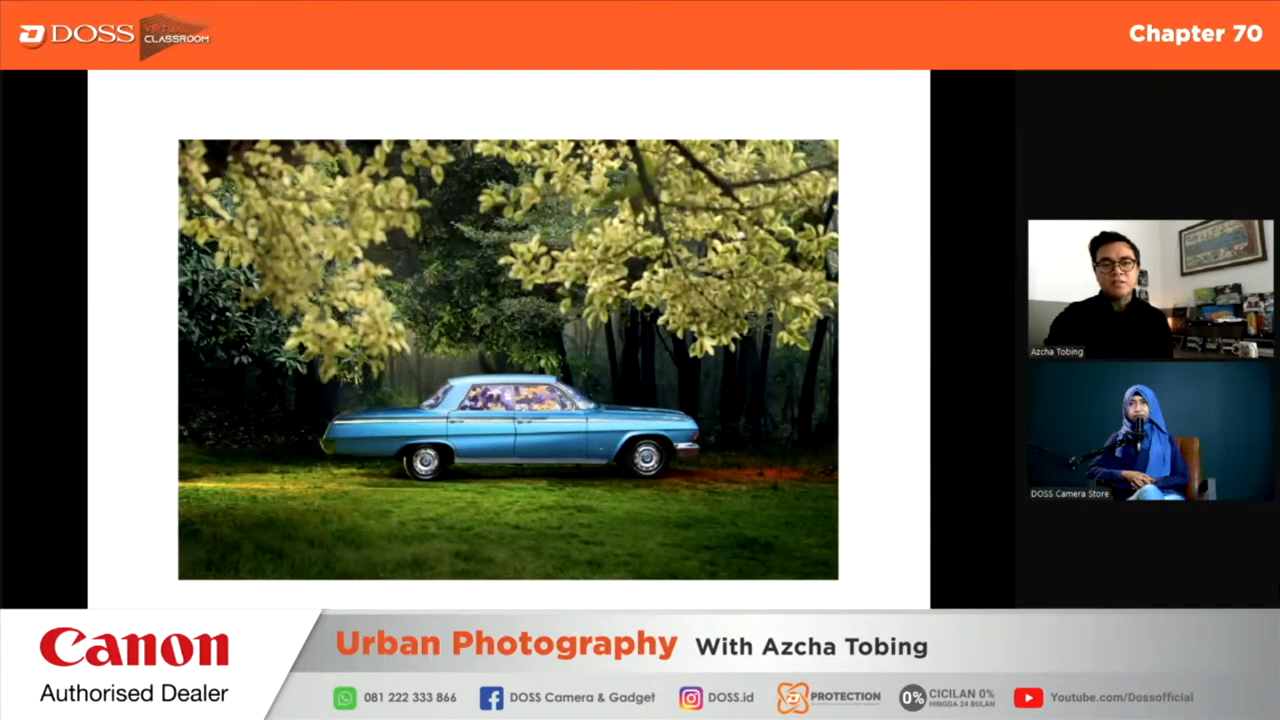 DOSS
VIRTUAL
CLASSROOM
Chapter 70
Azcha Tobing
DOSS Camera Store
Canon
Authorised Dealer
Urban Photography With Azcha Tobing
081 222 333 866
DOSS Camera & Gadget
DOSS.id
PROTECTION
0%
CICILAN 0%
HINGGA 24 BULAN
Youtube.com/Dossofficial